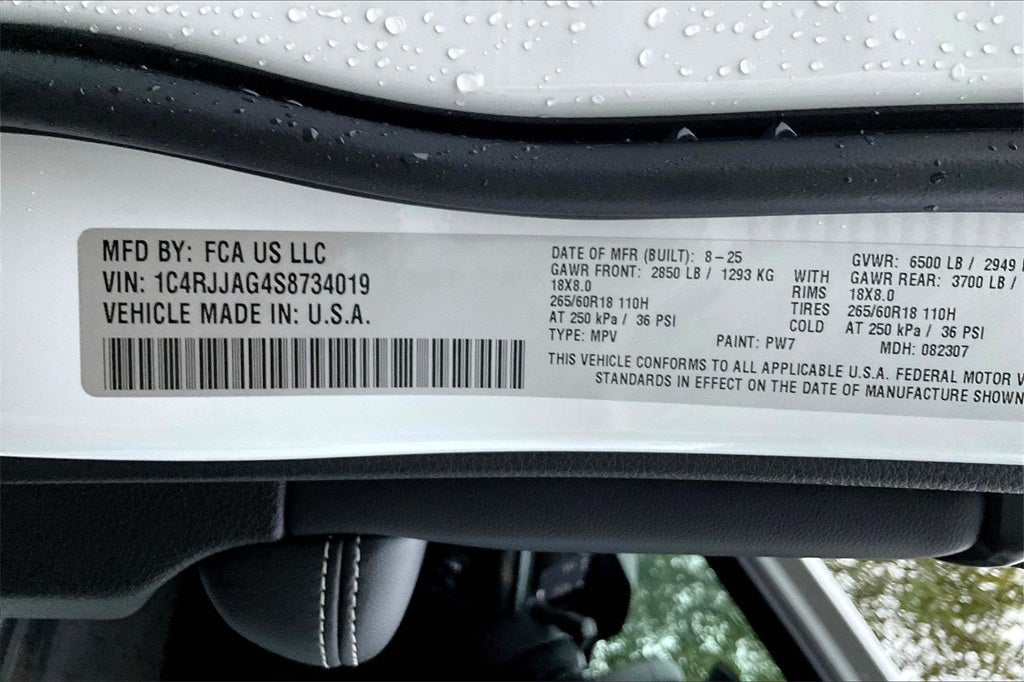 MFD BY: FCA US LLC
VIN: 1C4RJJAG4S8734019
VEHICLE MADE IN: U.S.A.
DATE OF MFR (BUILT): 8-25 GVWR: 6500 LB / 2949
GAWR FRONT: 2850 LB / 1293 KG WITH GAWR REAR: 3700 LB /
18X8.0 RIMS 18X8.0
265/60R18 110H TIRES 265/60R18 110H
AT 250 kPa / 36 PSI COLD AT 250 kPa / 36 PSI
TYPE: MPV PAINT: PW7 MDH: 082307
THIS VEHICLE CONFORMS TO ALL APPLICABLE U.S.A. FEDERAL MOTOR
STANDARDS IN EFFECT ON THE DATE OF MANUFACTURE SHOWN